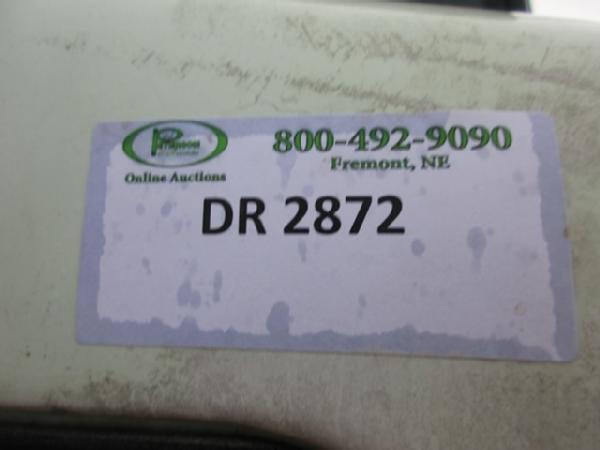 800-492-9090
Fremont, NE
Online Auctions
DR 2872